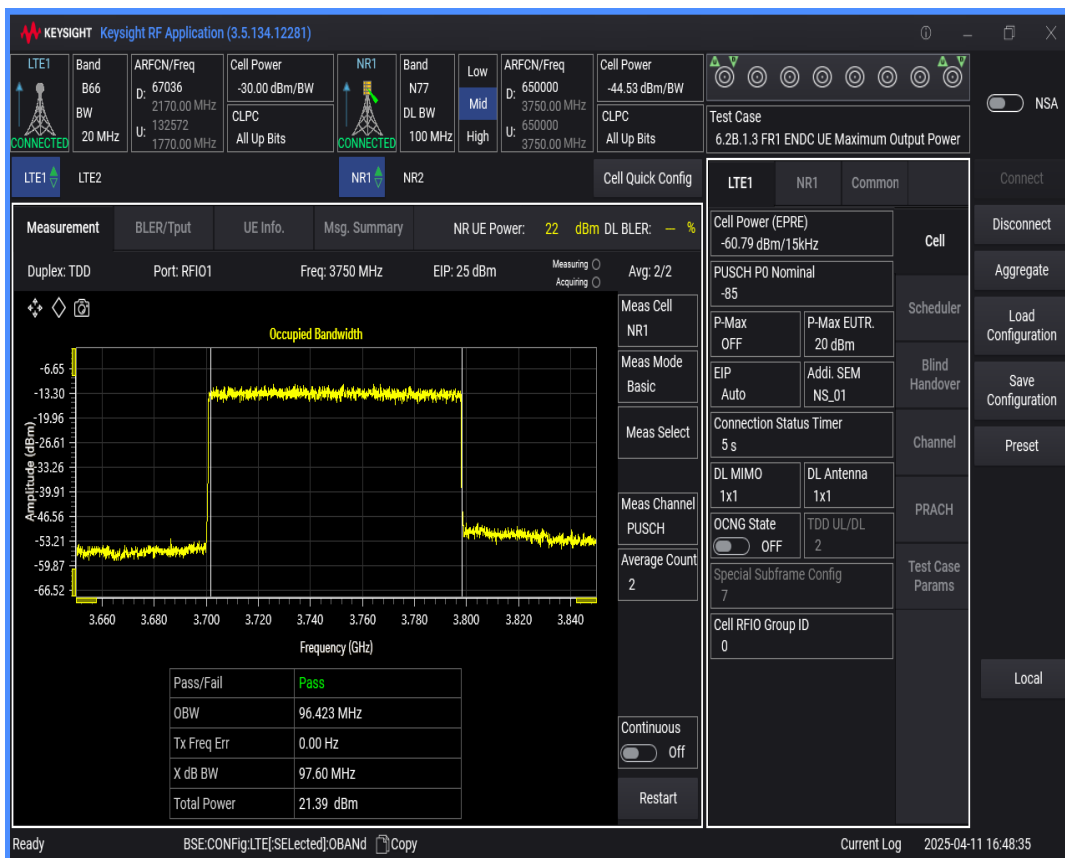 KEYSIGHT Keysight RF Application (3.5.134.12281)
LTE1
CONNECTED
Band
B66
BW
20 MHz
ARFCN/Freq
D: 67036
2170.00 MHz
U: 132572
1770.00 MHz
Cell Power
-30.00 dBm/BW
CLPC
All Up Bits
NR1
CONNECTED
Band
N77
DL BW
100 MHz
Low
Mid
High
ARFCN/Freq
D: 650000
3750.00 MHz
U: 650000
3750.00 MHz
Cell Power
-44.53 dBm/BW
CLPC
All Up Bits
Test Case
6.2B.1.3 FR1 ENDC UE Maximum Output Power
NSA
LTE1 LTE2 NR1 NR2 Cell Quick Config
Measurement BLER/Tput UE Info. Msg. Summary NR UE Power: 22 dBm DL BLER: — %
Duplex: TDD Port: RFIO1 Freq: 3750 MHz EIP: 25 dBm Measuring Avg: 2/2
Acquiring
Occupied Bandwidth
Amplitude (dBm)
-6.65
-13.30
-19.96
-26.61
-33.26
-39.91
-46.56
-53.21
-59.87
-66.52
3.660 3.680 3.700 3.720 3.740 3.760 3.780 3.800 3.820 3.840
Frequency (GHz)
Pass/Fail Pass
OBW 96.423 MHz
Tx Freq Err 0.00 Hz
X dB BW 97.60 MHz
Total Power 21.39 dBm
Meas Cell
NR1
Meas Mode
Basic
Meas Select
Meas Channel
PUSCH
Average Count
2
Continuous
Off
Restart
LTE1 NR1 Common
Cell Power (EPRE)
-60.79 dBm/15kHz
PUSCH P0 Nominal
-85
P-Max
OFF
P-Max EUTR.
20 dBm
EIP
Auto
Addi. SEM
NS_01
Connection Status Timer
5 s
DL MIMO
1x1
DL Antenna
1x1
OCNG State
OFF
TDD UL/DL
2
Special Subframe Config
7
Cell RFIO Group ID
0
Cell
Scheduler
Blind
Handover
Channel
PRACH
Test Case
Params
Connect
Disconnect
Aggregate
Load
Configuration
Save
Configuration
Preset
Local
Ready BSE:CONFig:LTE[:SELected]:OBANd Copy Current Log 2025-04-11 16:48:35